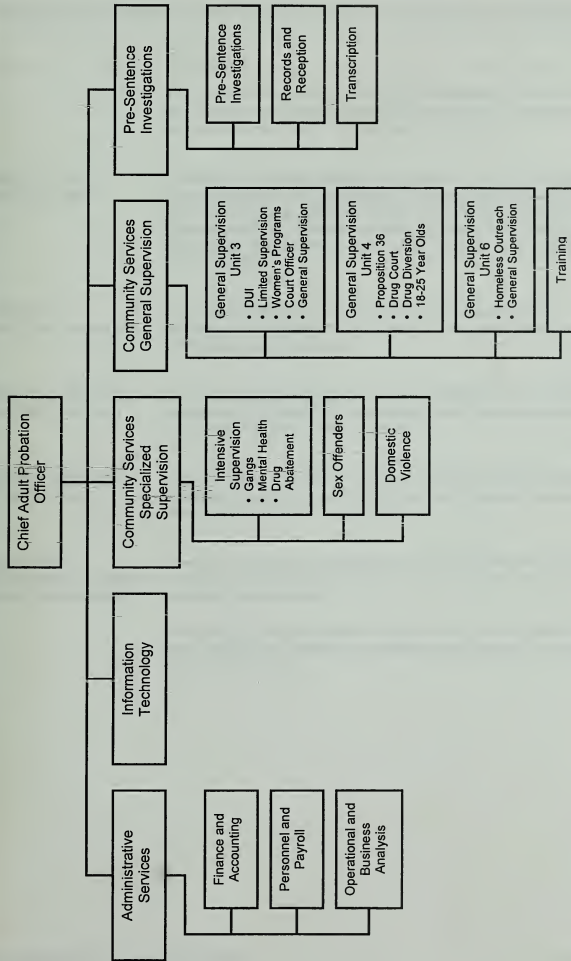 Chief Adult Probation
Officer
Administrative
Services
Finance and
Accounting
Personnel and
Payroll
Operational and
Business
Analysis
Information
Technology
Community Services
Specialized
Supervision
Intensive
Supervision
• Gangs
• Mental Health
• Drug
Abatement
Sex Offenders
Domestic
Violence
Community Services
General Supervision
General Supervision
Unit 3
• DUI
• Limited Supervision
• Women's Programs
• Court Officer
• General Supervision
General Supervision
Unit 4
• Proposition 36
• Drug Court
• Drug Diversion
• 18-25 Year Olds
General Supervision
Unit 6
• Homeless Outreach
• General Supervision
Training
Pre-Sentence
Investigations
Pre-Sentence
Investigations
Records and
Reception
Transcription